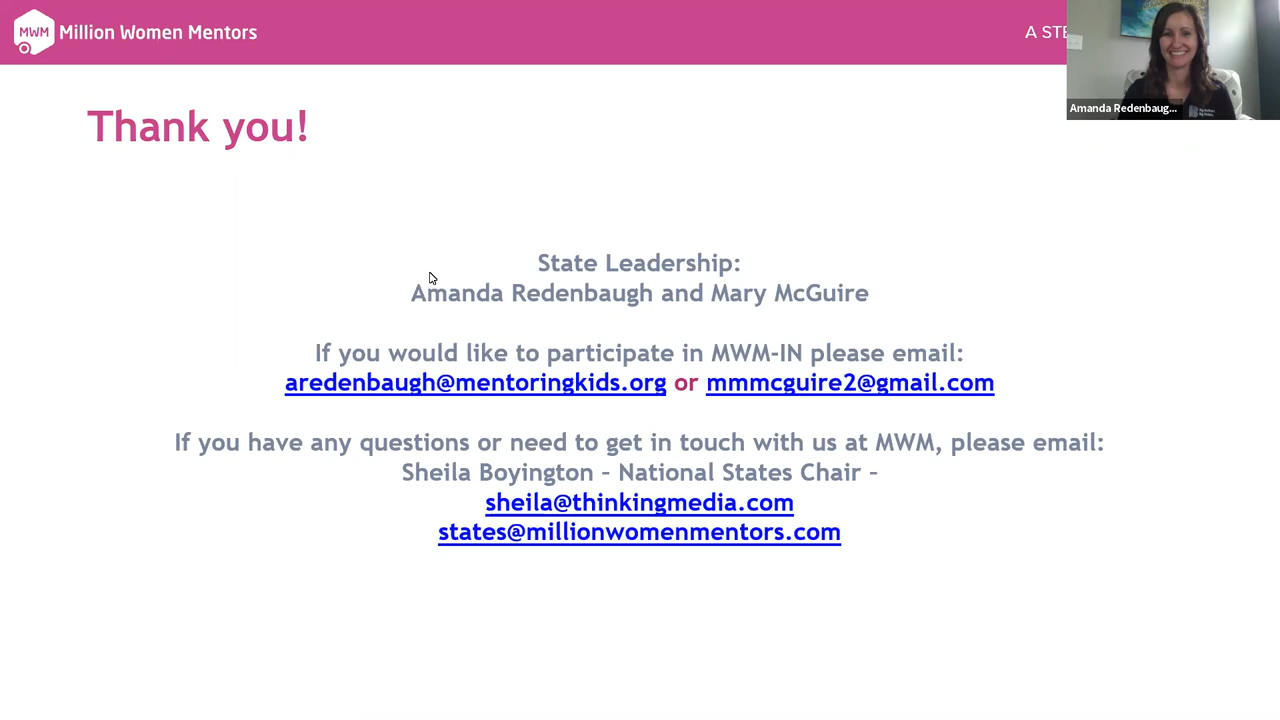 MWM
Million Women Mentors
A STE
Amanda Redenbaug...
Thank you!
State Leadership:
Amanda Redenbaugh and Mary McGuire
If you would like to participate in MWM-IN please email:
aredenbaugh@mentoringkids.org or mmmcguire2@gmail.com
If you have any questions or need to get in touch with us at MWM, please email:
Sheila Boyington – National States Chair –
sheila@thinkingmedia.com
states@millionwomenmentors.com